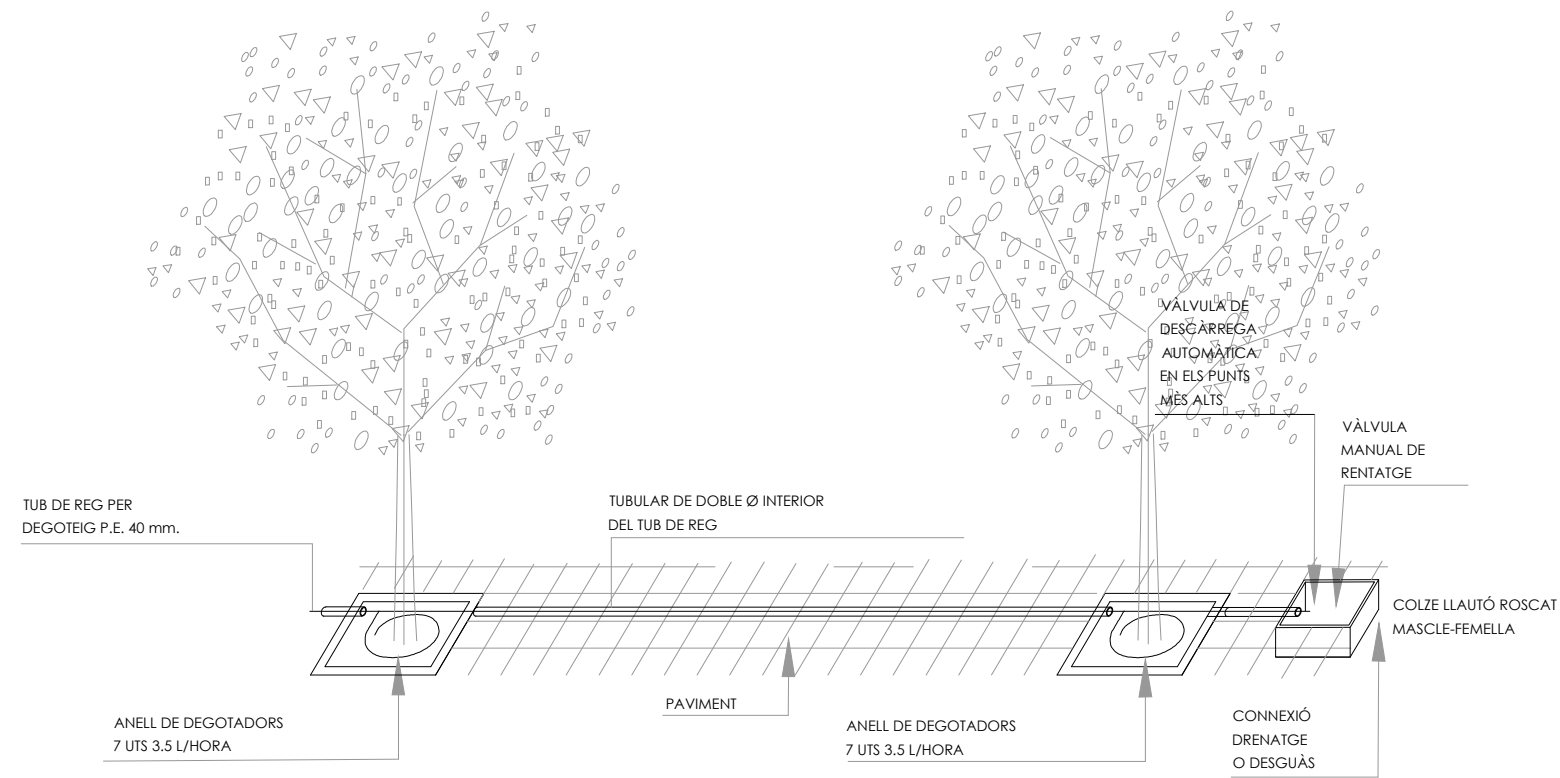 VÀLVULA DE
DESCÀRREGA
AUTOMÀTICA
EN ELS PUNTS
MÈS ALTS
VÀLVULA
MANUAL DE
RENTATGE
TUB DE REG PER
DEGOTEIG P.E. 40 mm.
TUBULAR DE DOBLE Ø INTERIOR
DEL TUB DE REG
COLZE LLAUTÓ ROSCAT
MASCLE-FEMELLA
PAVIMENT
ANELL DE DEGOTADORS
7 UTS 3.5 L/HORA
ANELL DE DEGOTADORS
7 UTS 3.5 L/HORA
CONNEXIÓ
DRENATGE
O DESGUÀS